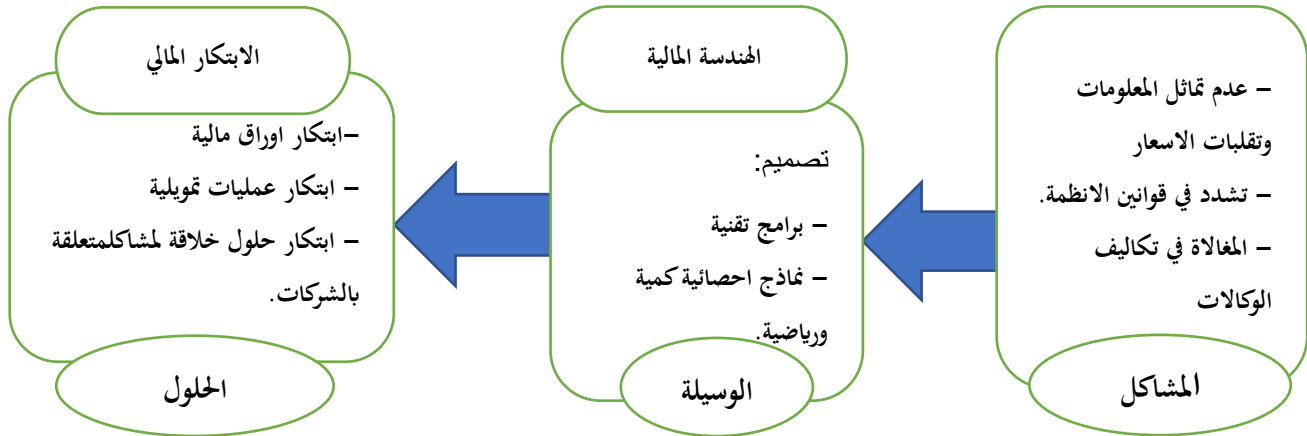 – عدم تماثل المعلومات
وتقلبات الاسعار
– تشدد في قوانين الانظمة.
– المغالاة في تكاليف
الوكالات
المشاكل
الهندسة المالية
تصميم:
– برامج تقنية
– نماذج احصائية كمية
ورياضية.
الوسيلة
الابتكار المالي
–ابتكار اوراق مالية
– ابتكار عمليات تمويلية
– ابتكار حلول خلاقة لمشاكلمتعلقة
بالشركات.
الحلول